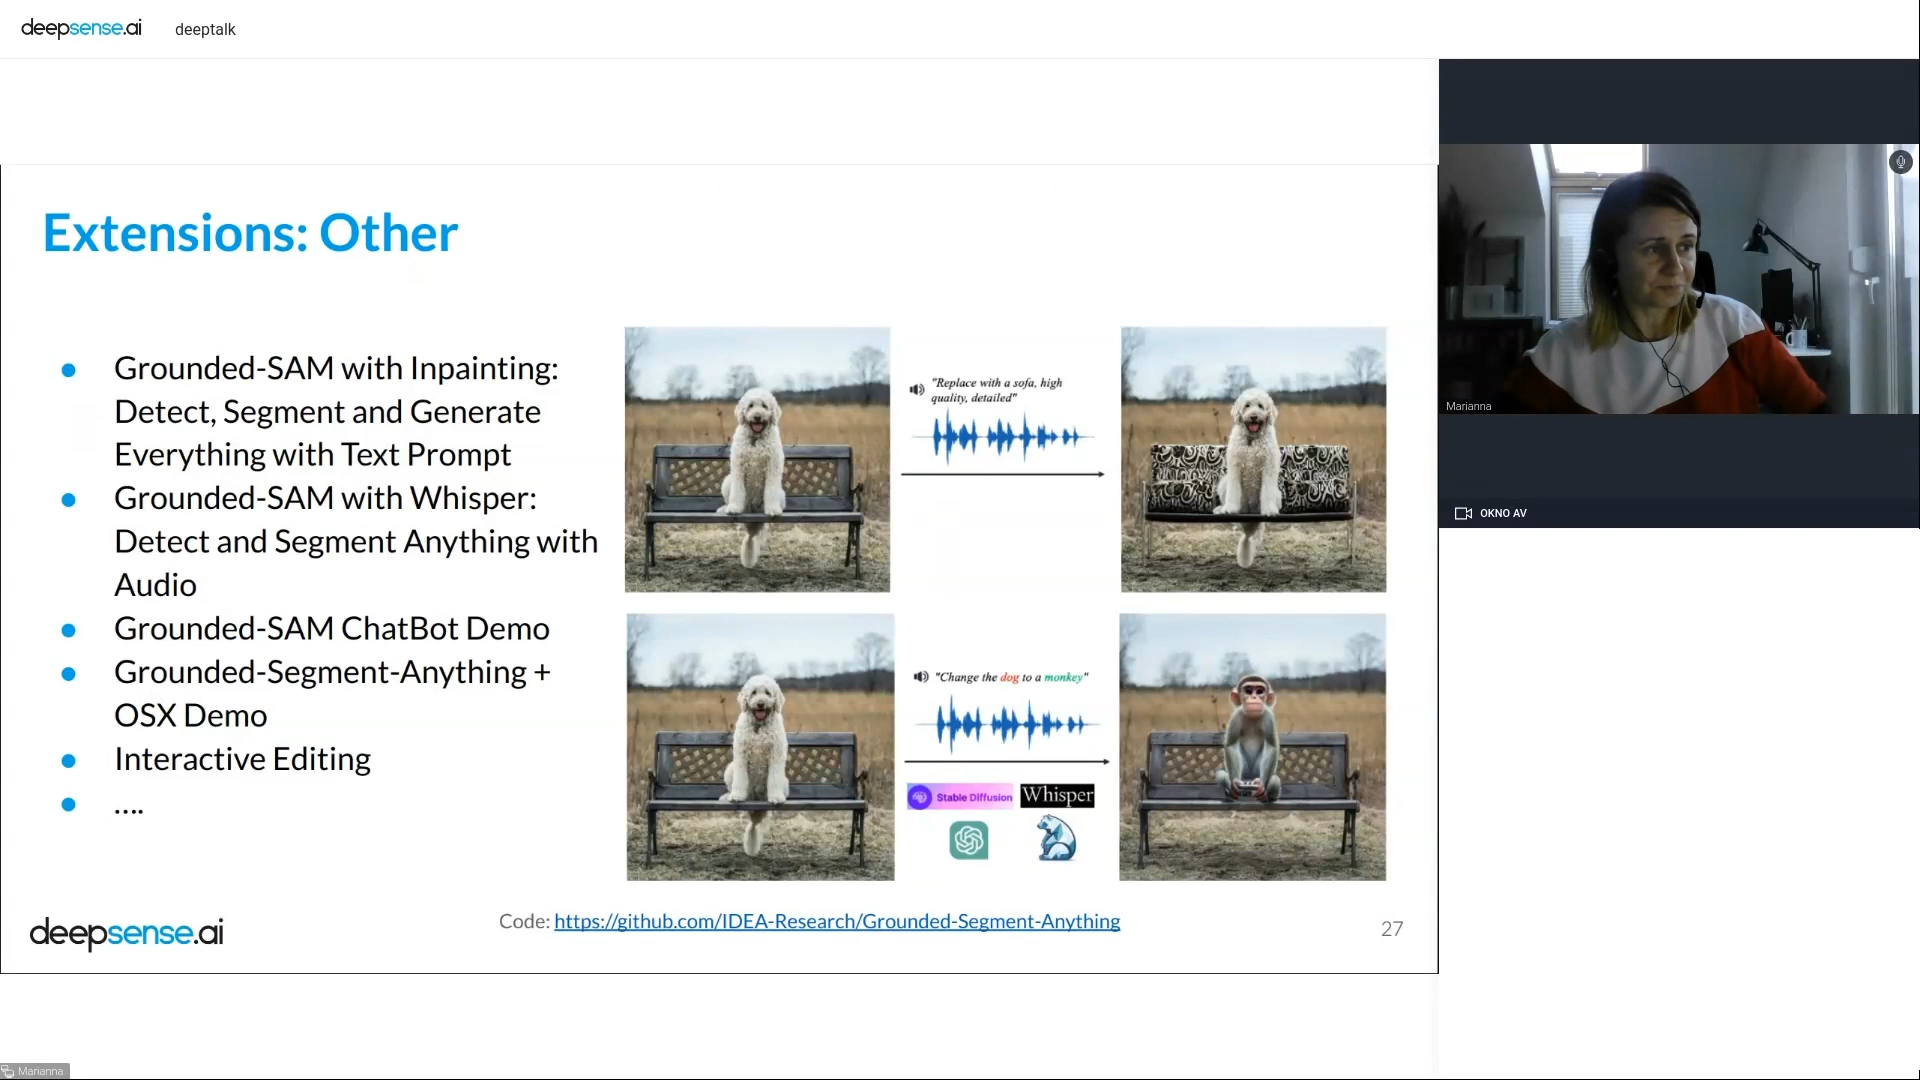 deepsense.ai deeptalk
Extensions: Other
Grounded-SAM with Inpainting:
Detect, Segment and Generate
Everything with Text Prompt
Grounded-SAM with Whisper:
Detect and Segment Anything with
Audio
Grounded-SAM ChatBot Demo
Grounded-Segment-Anything +
OSX Demo
Interactive Editing
....
"Replace with a sofa, high
quality, detailed"
"Change the dog to a monkey"
Stable Diffusion Whisper
deepsense.ai
Code: https://github.com/IDEA-Research/Grounded-Segment-Anything
27
Marianna
OKNO AV
Marianna